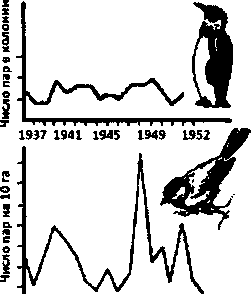 Число пар в колонии
1937 1941 1945 1949 1952
Число пар на 10 га